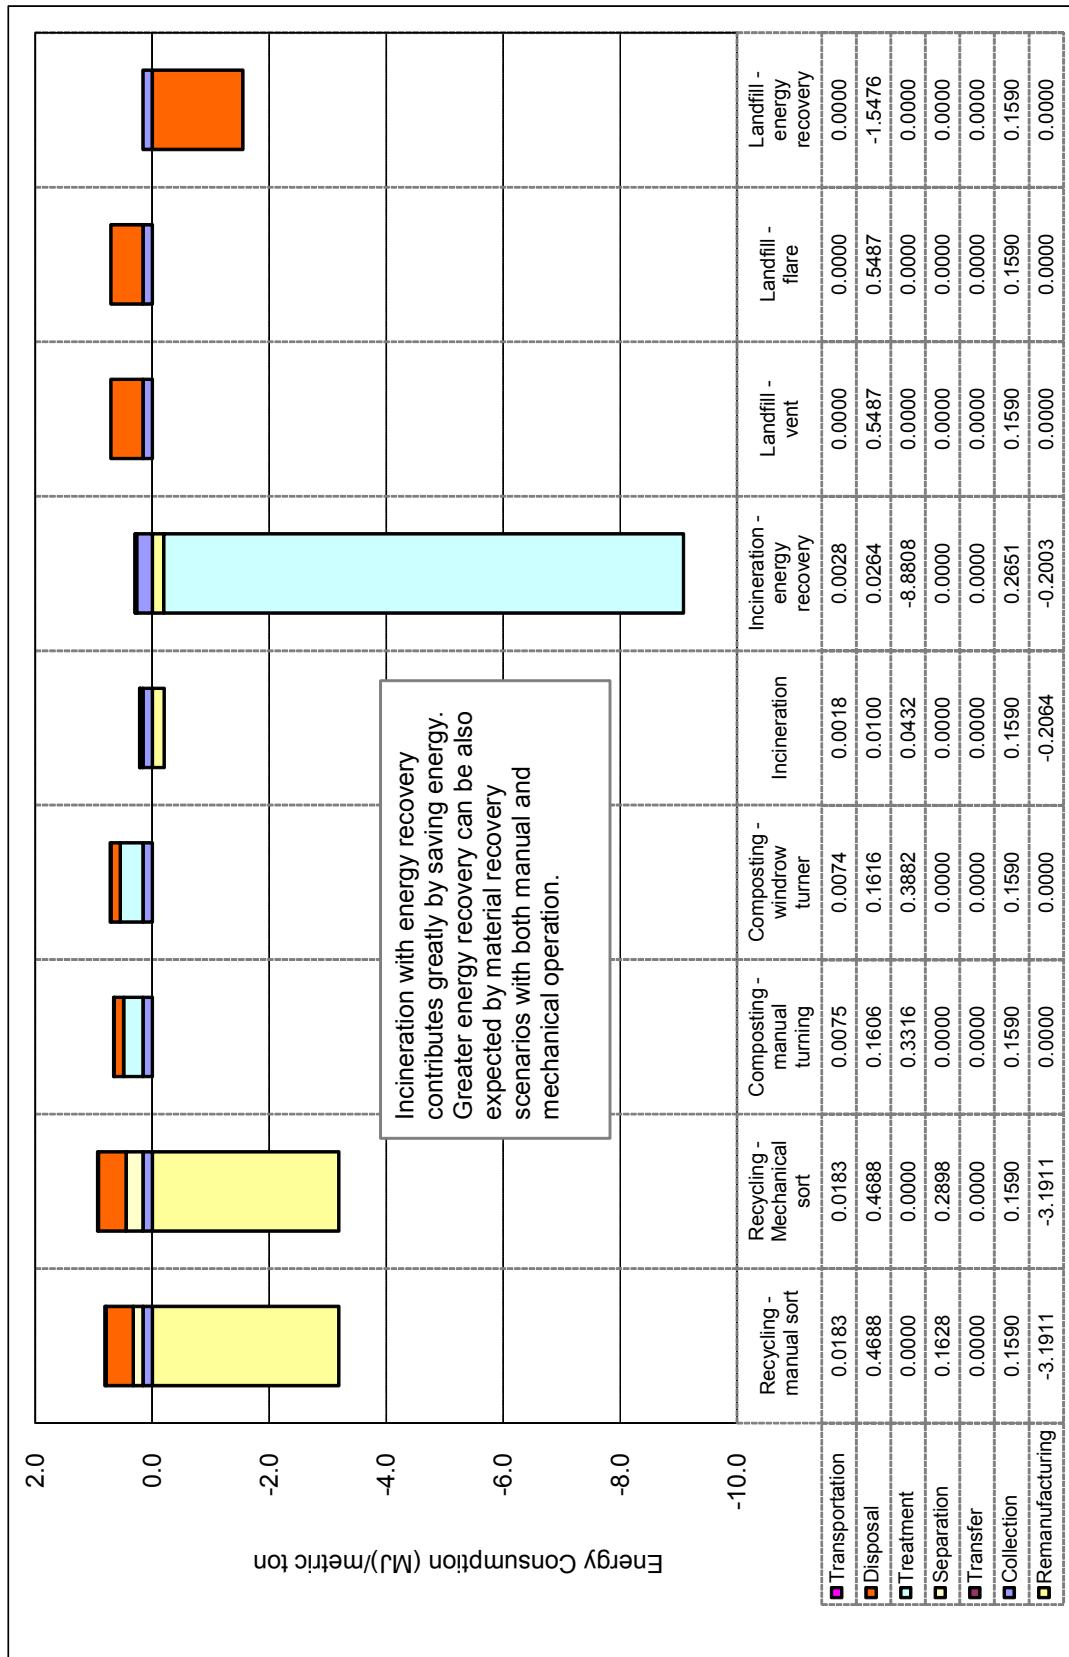 2.0
0.0
-2.0
-4.0
-6.0
-8.0
-10.0
Energy Consumption (MJ)/metric ton
Incineration with energy recovery
contributes greatly by saving energy.
Greater energy recovery can be also
expected by material recovery
scenarios with both manual and
mechanical operation.
Recycling - manual sort
Recycling - Mechanical sort
Composting - manual turning
Composting - windrow turner
Incineration
Incineration - energy recovery
Landfill - vent
Landfill - flare
Landfill - energy recovery
Transportation 0.0183 0.0183 0.0075 0.0074 0.0018 0.0028 0.0000 0.0000 0.0000
Disposal 0.4688 0.4688 0.1606 0.1616 0.0100 0.0264 0.5487 0.5487 -1.5476
Treatment 0.0000 0.0000 0.3316 0.3882 0.0432 -8.8808 0.0000 0.0000 0.0000
Separation 0.1628 0.2898 0.0000 0.0000 0.0000 0.0000 0.0000 0.0000 0.0000
Transfer 0.0000 0.0000 0.0000 0.0000 0.0000 0.0000 0.0000 0.0000 0.0000
Collection 0.1590 0.1590 0.1590 0.1590 0.1590 0.2651 0.1590 0.1590 0.1590
Remanufacturing -3.1911 -3.1911 0.0000 0.0000 -0.2064 -0.2003 0.0000 0.0000 0.0000